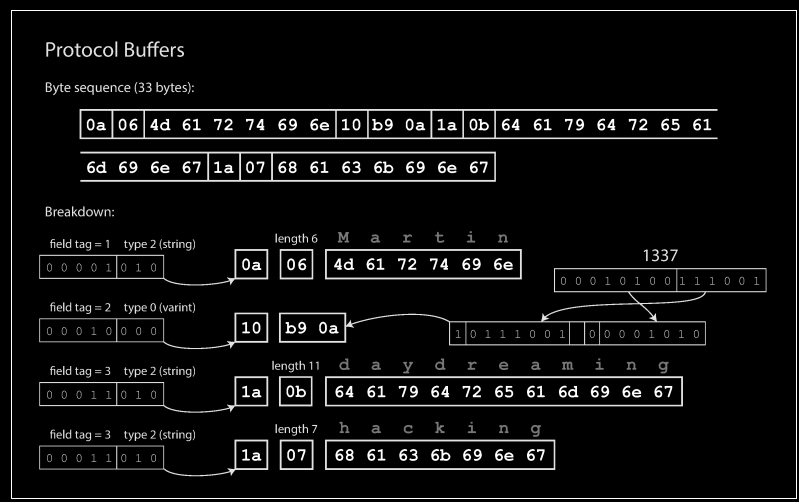 Protocol Buffers
Byte sequence (33 bytes):
0a 06 4d 61 72 74 69 6e 10 b9 0a 1a 0b 64 61 79 64 72 65 61
6d 69 6e 67 1a 07 68 61 63 6b 69 6e 67
Breakdown:
field tag = 1 type 2 (string) length 6 M a r t i n
0 0 0 0 1 0 1 0 0a 06 4d 61 72 74 69 6e
1337
0 0 0 1 0 1 0 0 1 1 1 0 0 1
field tag = 2 type 0 (varint)
0 0 0 1 0 0 0 0 10 b9 0a 1 0 1 1 1 0 0 1 0 0 0 0 1 0 1 0
field tag = 3 type 2 (string) length 11 d a y d r e a m i n g
0 0 0 1 1 0 1 0 1a 0b 64 61 79 64 72 65 61 6d 69 6e 67
field tag = 3 type 2 (string) length 7 h a c k i n g
0 0 0 1 1 0 1 0 1a 07 68 61 63 6b 69 6e 67